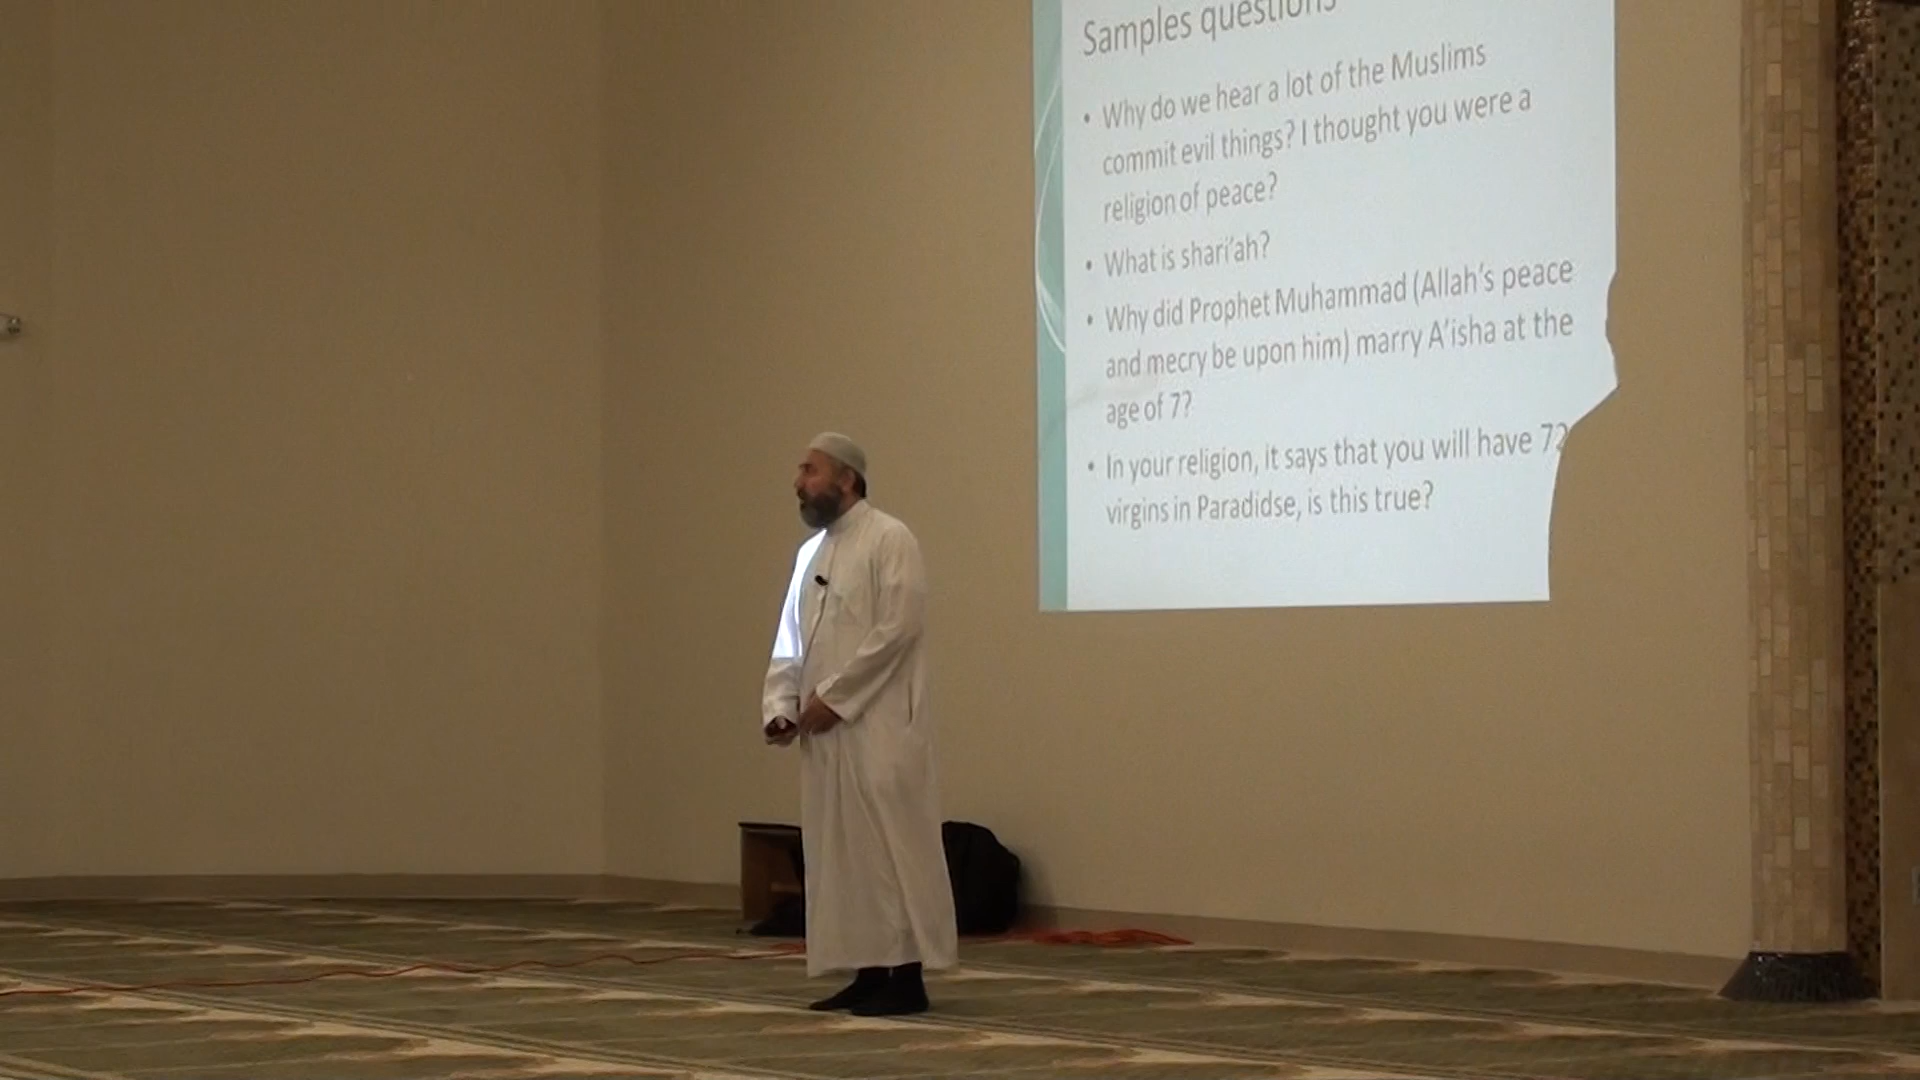 Samples questions
• Why do we hear a lot of the Muslims
commit evil things? I thought you were a
religion of peace?
• What is shari'ah?
• Why did Prophet Muhammad (Allah's peace
and mecry be upon him) marry A'isha at the
age of 7?
• In your religion, it says that you will have 72
virgins in Paradidse, is this true?